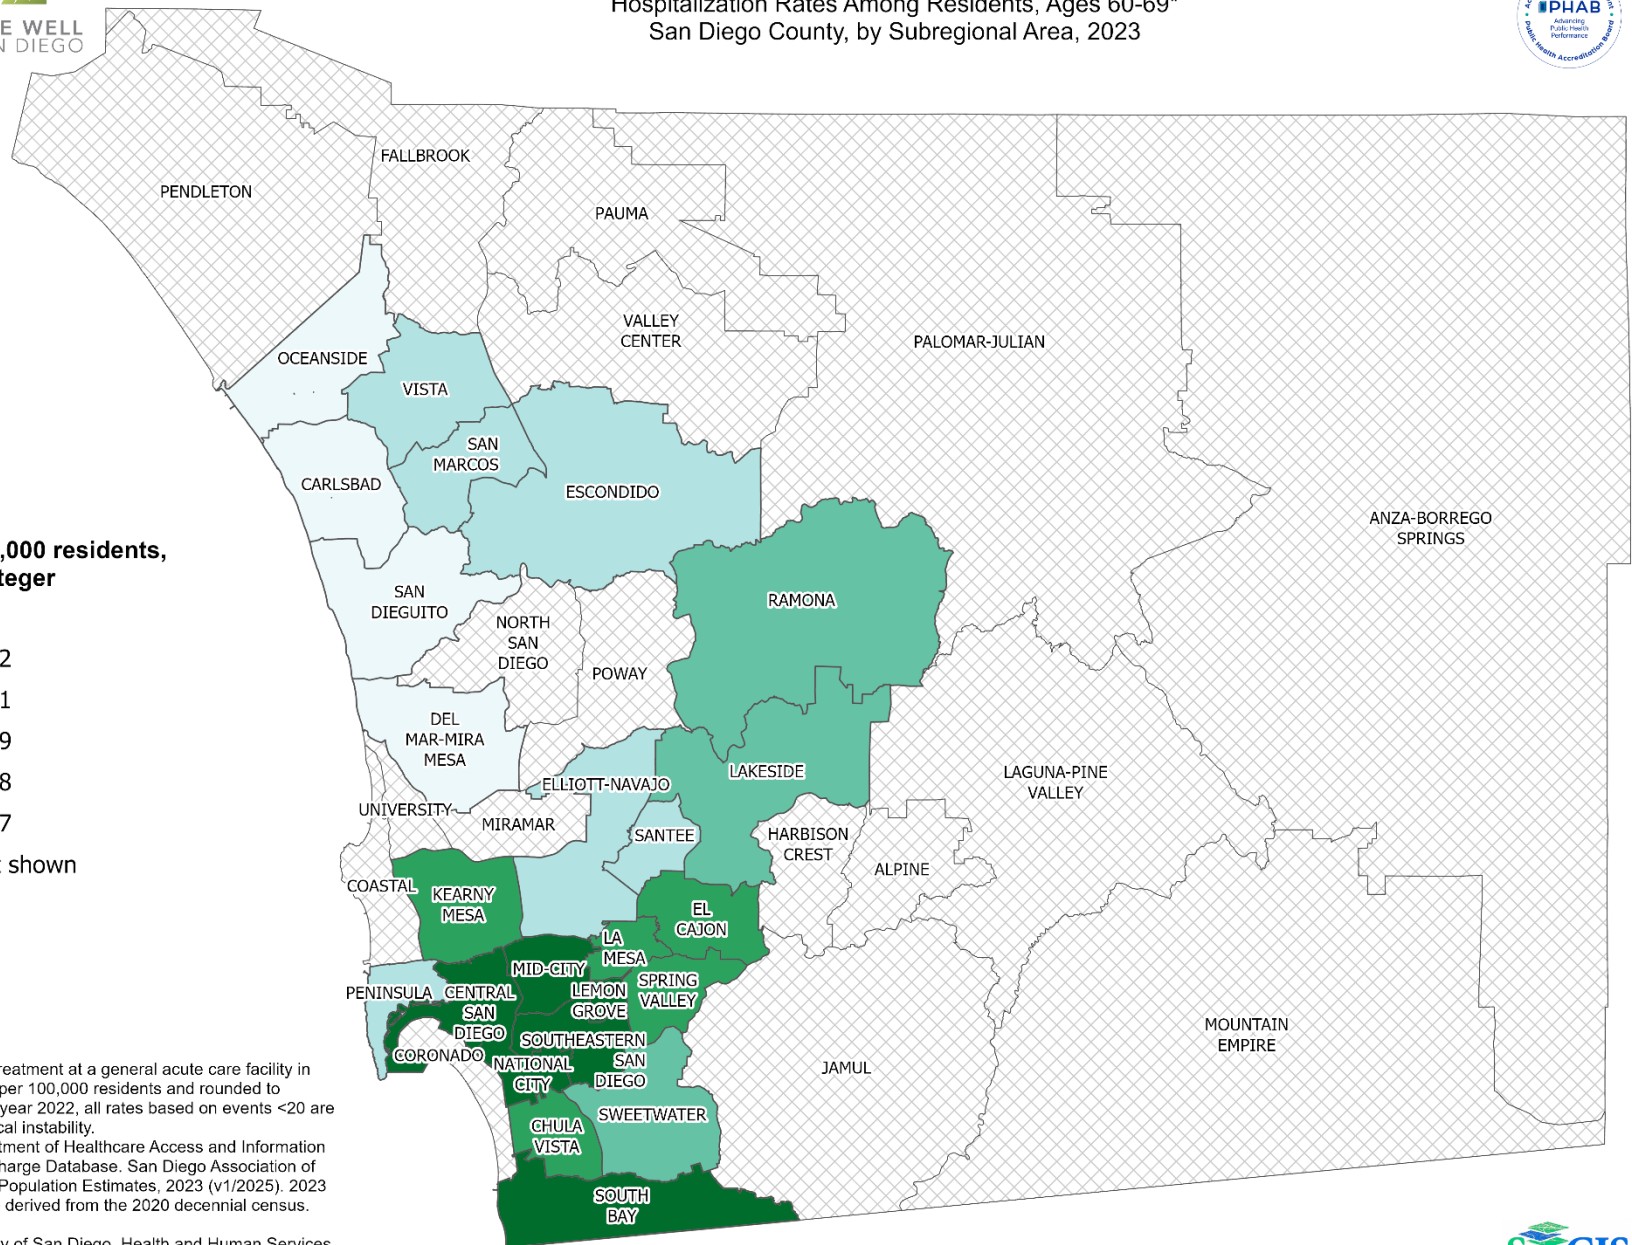 Hospitalization Rates Among Residents, Ages 60-69*
San Diego County, by Subregional Area, 2023
E WELL
N DIEGO
PHAB
Advancing
Public Health
Performance
Public Health Accreditation Board
FALLBROOK
PENDLETON
PAUMA
VALLEY
CENTER
PALOMAR-JULIAN
OCEANSIDE
VISTA
SAN
MARCOS
CARLSBAD
ESCONDIDO
ANZA-BORREGO
SPRINGS
,000 residents,
teger
SAN
DIEGUITO
RAMONA
NORTH
SAN
DIEGO
POWAY
2
1
9
8
7
: shown
DEL
MAR-MIRA
MESA
LAKESIDE
LAGUNA-PINE
VALLEY
ELLIOTT-NAVAJO
UNIVERSITY
MIRAMAR
SANTEE
HARBISON
CREST
ALPINE
COASTAL
KEARNY
MESA
EL
CAJON
LA
MESA
MID-CITY
SPRING
VALLEY
PENINSULA
CENTRAL
SAN
DIEGO
LEMON
GROVE
SOUTHEASTERN
SAN
DIEGO
CORONADO
NATIONAL
CITY
JAMUL
MOUNTAIN
EMPIRE
SWEETWATER
CHULA
VISTA
SOUTH
BAY
reatment at a general acute care facility in
per 100,000 residents and rounded to
year 2022, all rates based on events <20 are
cal instability.
tment of Healthcare Access and Information
harge Database. San Diego Association of
Population Estimates, 2023 (v1/2025). 2023
derived from the 2020 decennial census.
y of San Diego, Health and Human Services